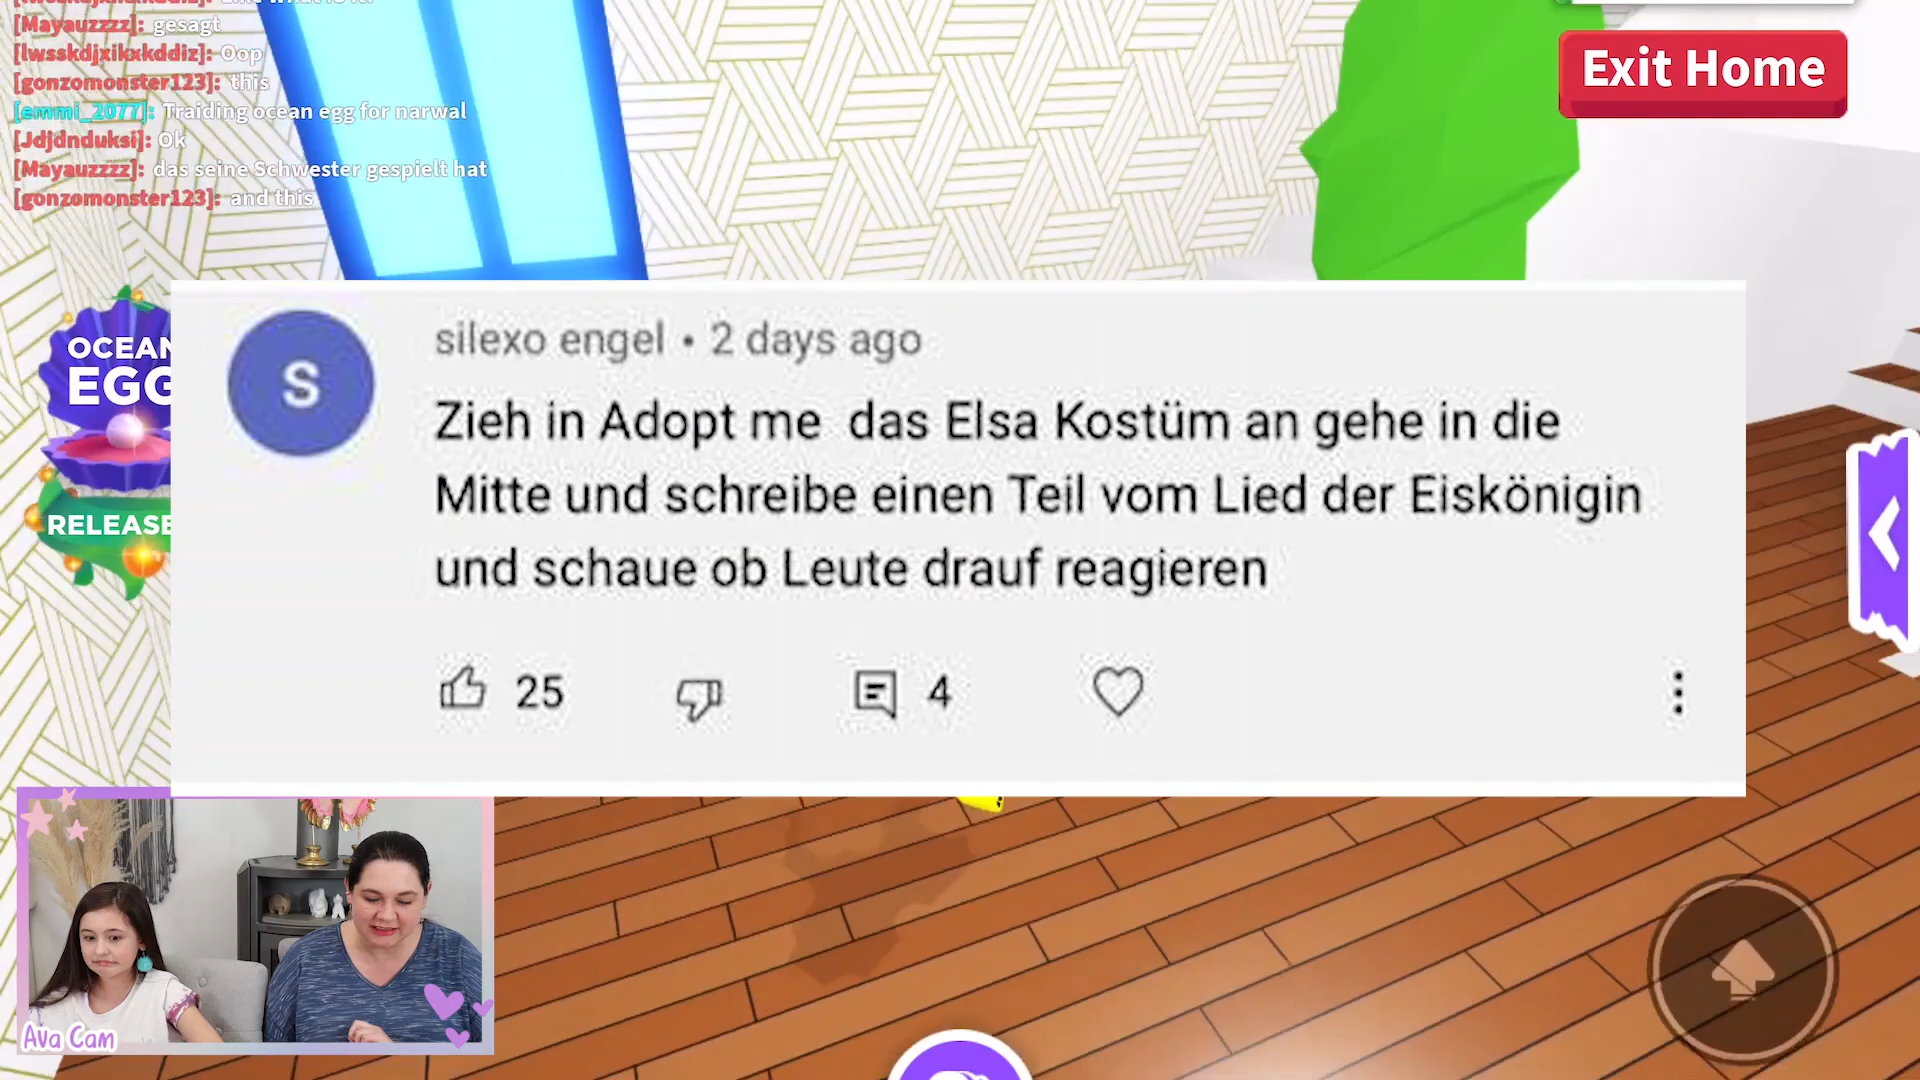 [Mayauzzzz]: gesagt
[lwsskdjxikxkddiz]: Oop
[gonzomonster123]: this
[emmi_2077]: Traiding ocean egg for narwal
[Jdjdnduksi]: Ok
[Mayauzzzz]: das seine Schwester gespielt hat
[gonzomonster123]: and this
Exit Home
OCEAN
EGG
RELEASE
S
silexo engel • 2 days ago
Zieh in Adopt me das Elsa Kostüm an gehe in die
Mitte und schreibe einen Teil vom Lied der Eiskönigin
und schaue ob Leute drauf reagieren
25
4
Ava Cam